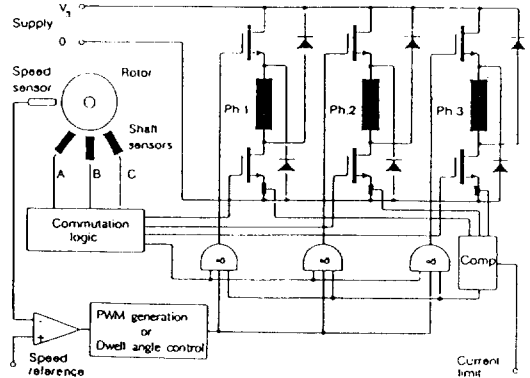 V
Supply
0
Speed
sensor
Rotor
Shaft
sensors
A B C
Ph.1
Ph.2
Ph 3
Commutation
logic
Comp
PWM generation
or
Dwell angle control
-
+
Speed
reference
Current
limit